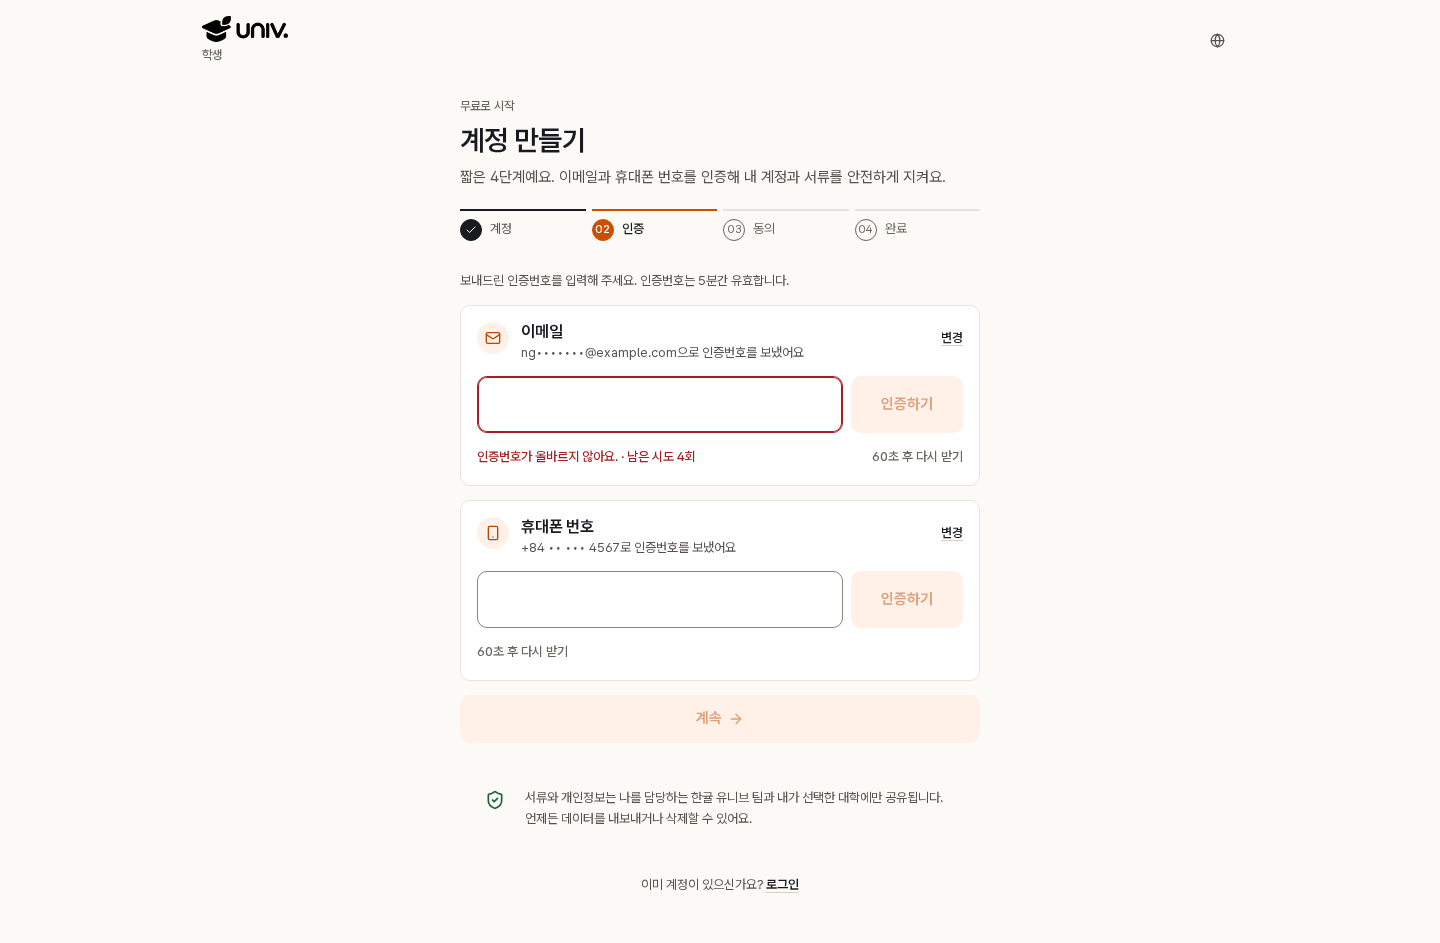 univ.
학생
무료로 시작
계정 만들기
짧은 4단계예요. 이메일과 휴대폰 번호를 인증해 내 계정과 서류를 안전하게 지켜요.
계정
02 인증
03 동의
04 완료
보내드린 인증번호를 입력해 주세요. 인증번호는 5분간 유효합니다.
이메일
변경
ng•••••••@example.com으로 인증번호를 보냈어요
인증하기
인증번호가 올바르지 않아요. · 남은 시도 4회
60초 후 다시 받기
휴대폰 번호
변경
+84 •• ••• 4567로 인증번호를 보냈어요
인증하기
60초 후 다시 받기
계속 →
서류와 개인정보는 나를 담당하는 한귤 유니브 팀과 내가 선택한 대학에만 공유됩니다.
언제든 데이터를 내보내거나 삭제할 수 있어요.
이미 계정이 있으신가요? 로그인